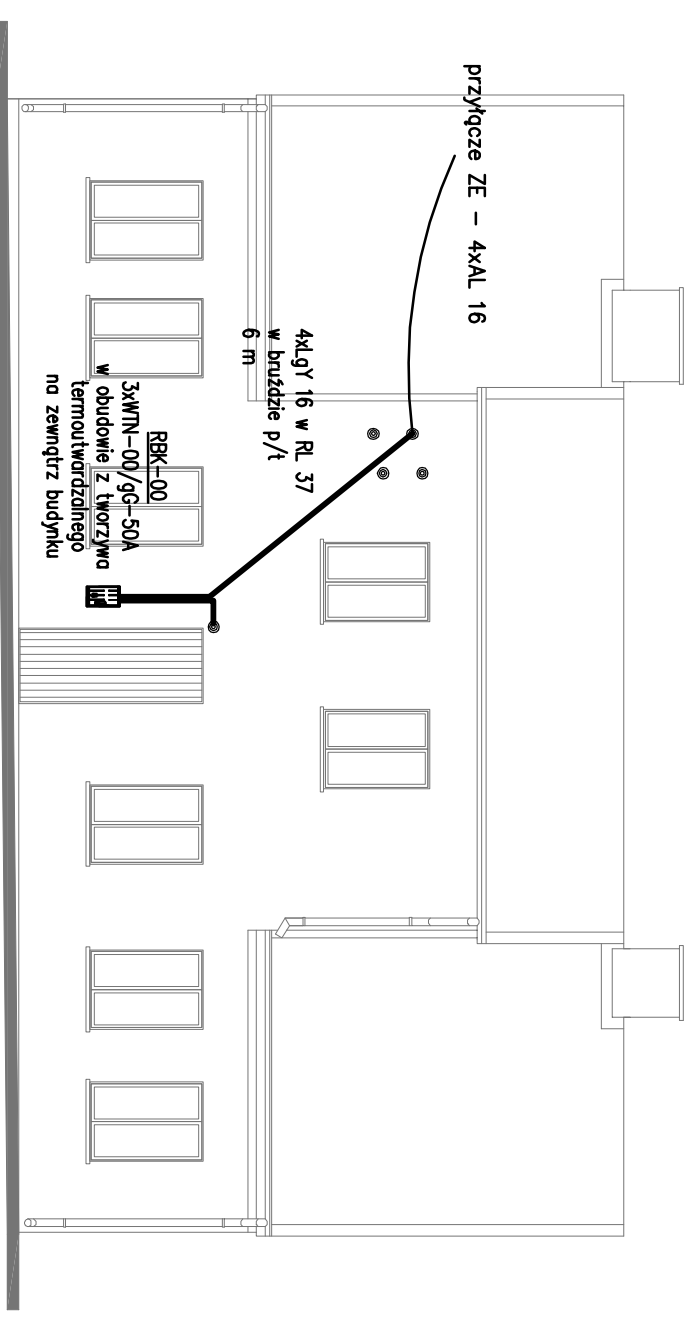 przyłącze ZE - 4xAL 16
4xLgY 16 w RL 37
w bruździe p/t
6 m
RBK-00
3xWTN-00/gG-50A
w obudowie z tworzywa
termoutwardzalnego
na zewnątrz budynku